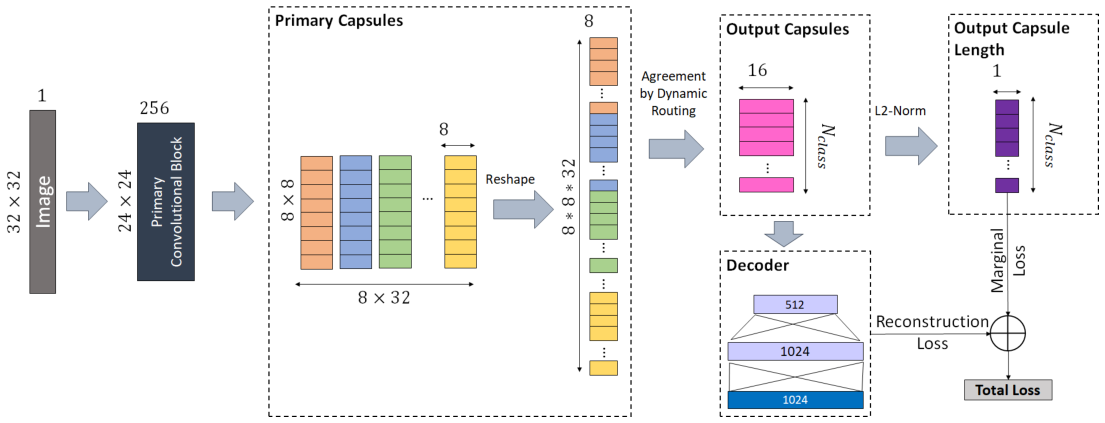 1
32 × 32
Image
256
24 × 24
Primary
Convolutional Block
Primary Capsules
8 × 8
8
...
8 × 32
Reshape
8
8 * 8 * 32
...
...
...
...
Agreement
by Dynamic
Routing
Output Capsules
16
N_class
...
L2-Norm
Output Capsule
Length
1
N_class
...
Decoder
512
1024
1024
Reconstruction
Loss
Marginal
Loss
Total Loss